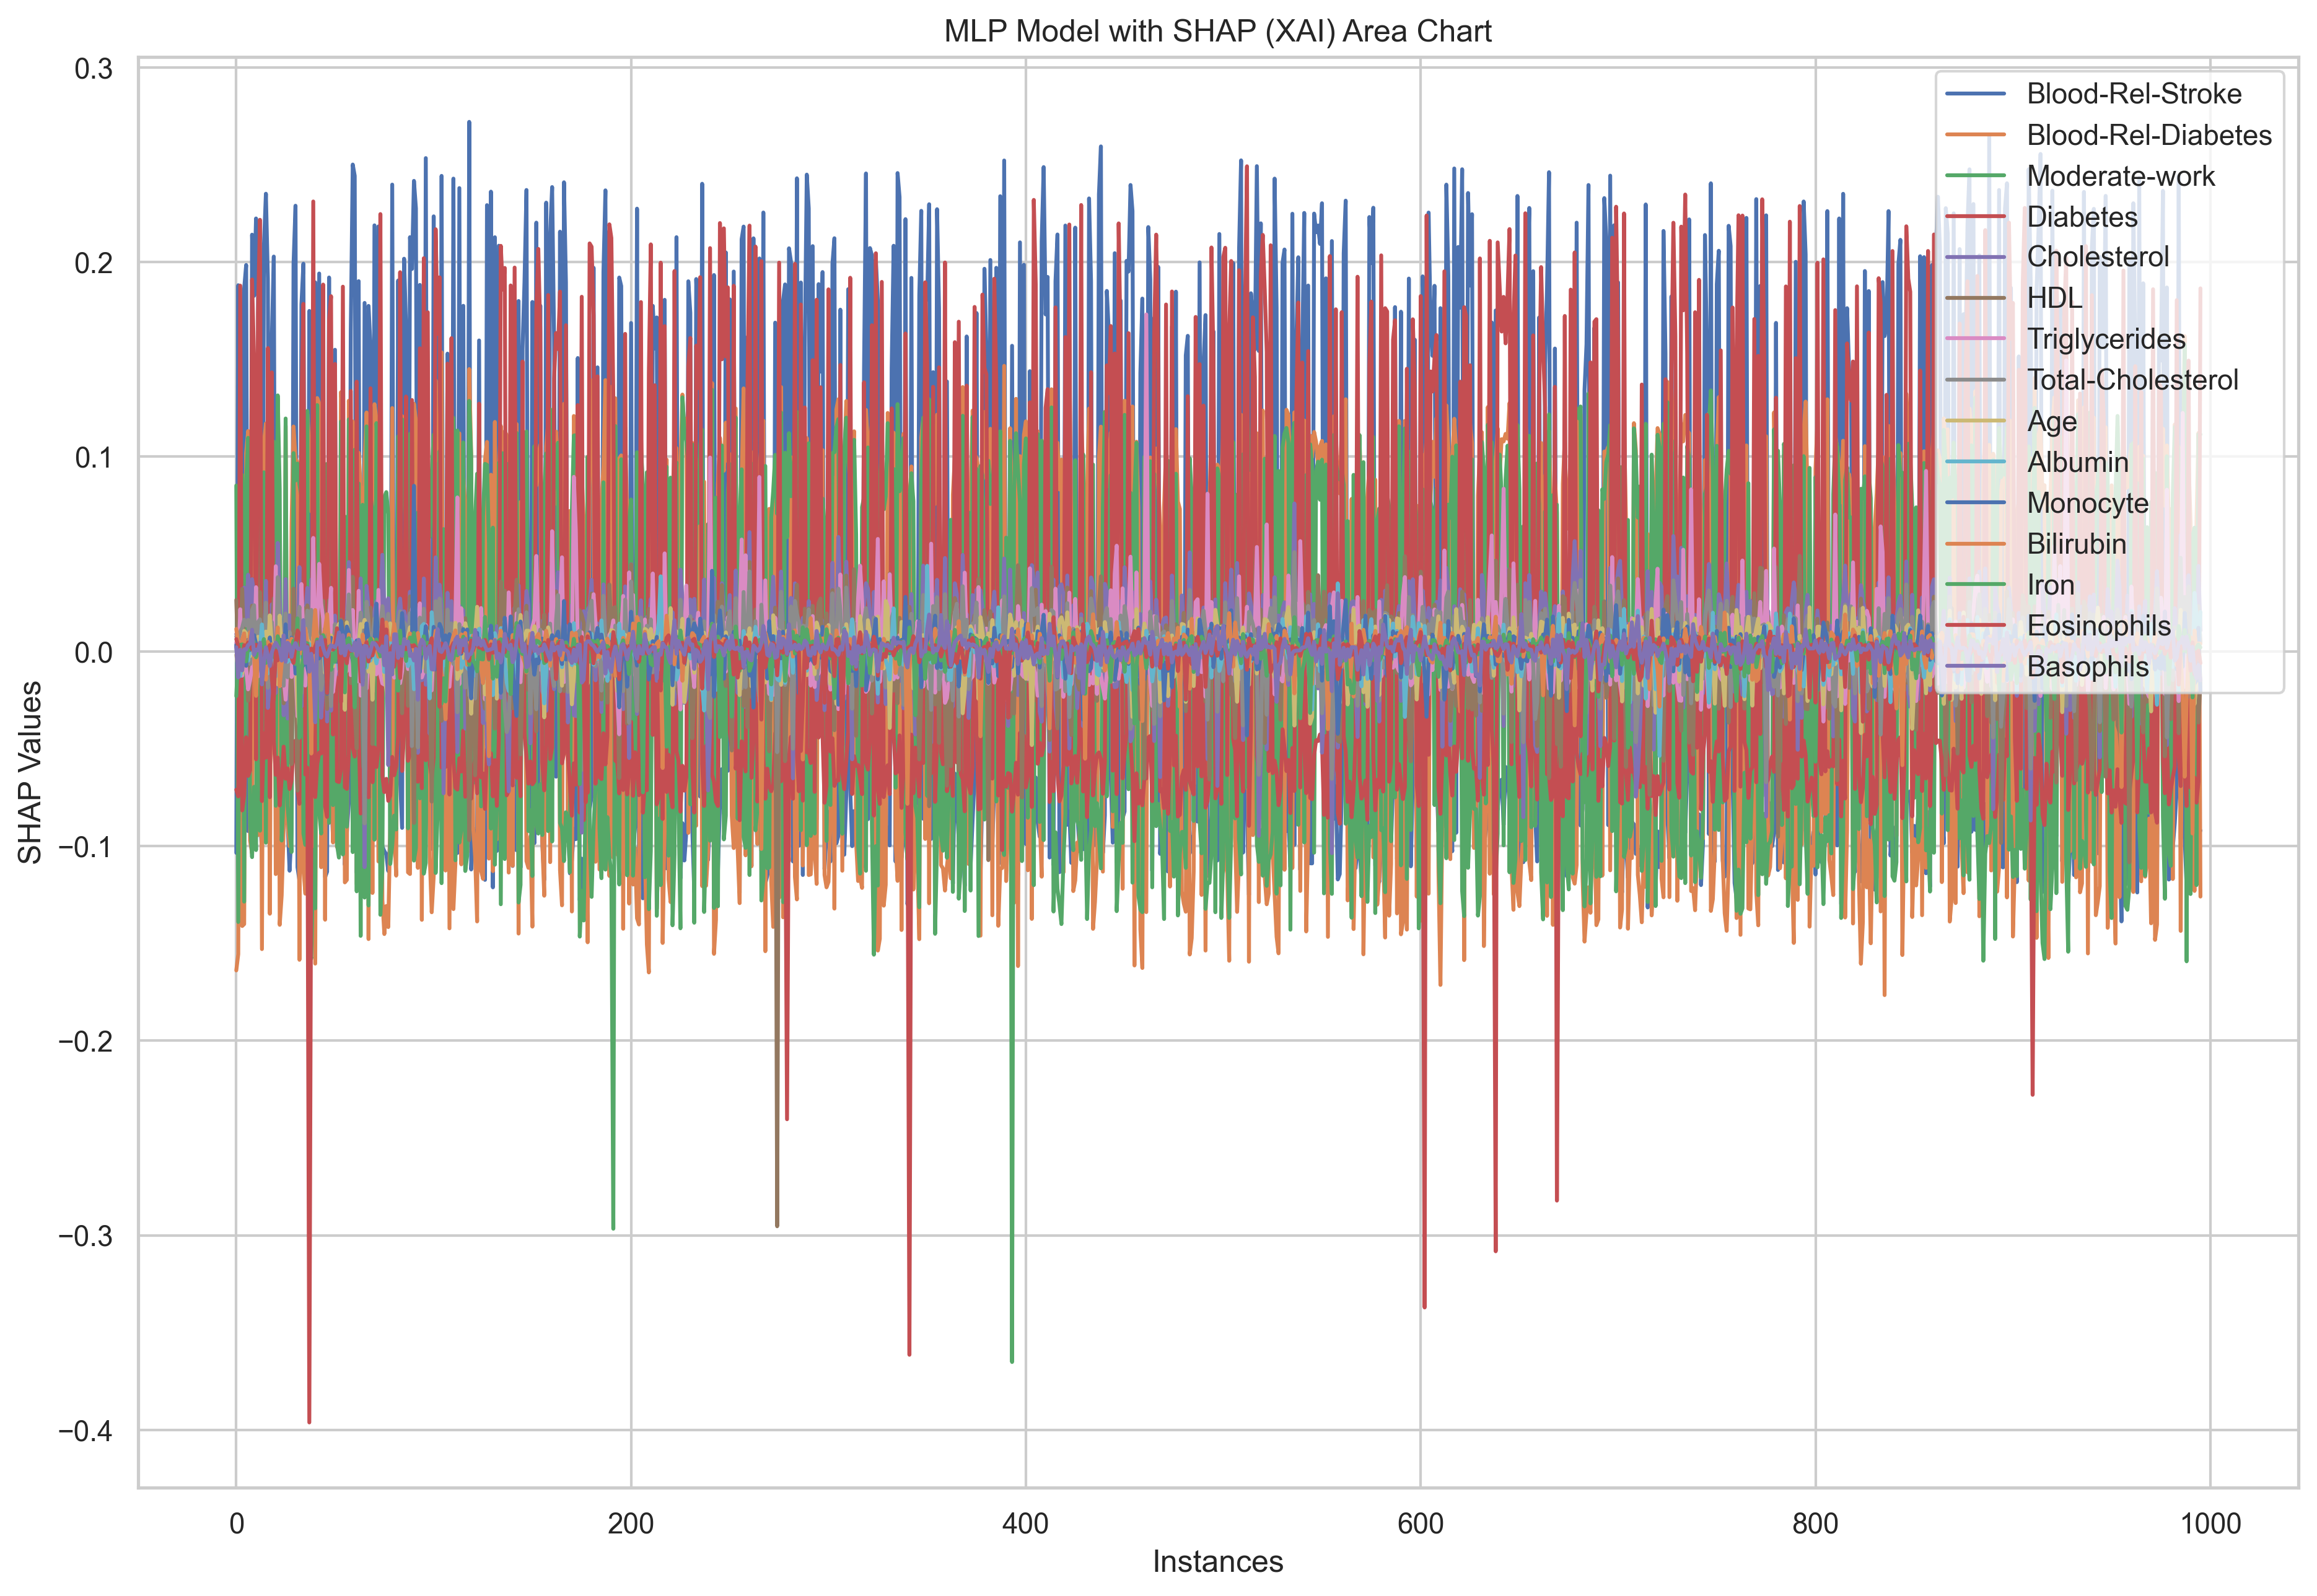 MLP Model with SHAP (XAI) Area Chart
0.3
0.2
0.1
0.0
−0.1
−0.2
−0.3
−0.4
SHAP Values
Blood-Rel-Stroke
Blood-Rel-Diabetes
Moderate-work
Diabetes
Cholesterol
HDL
Triglycerides
Total-Cholesterol
Age
Albumin
Monocyte
Bilirubin
Iron
Eosinophils
Basophils
0
200
400
600
800
1000
Instances